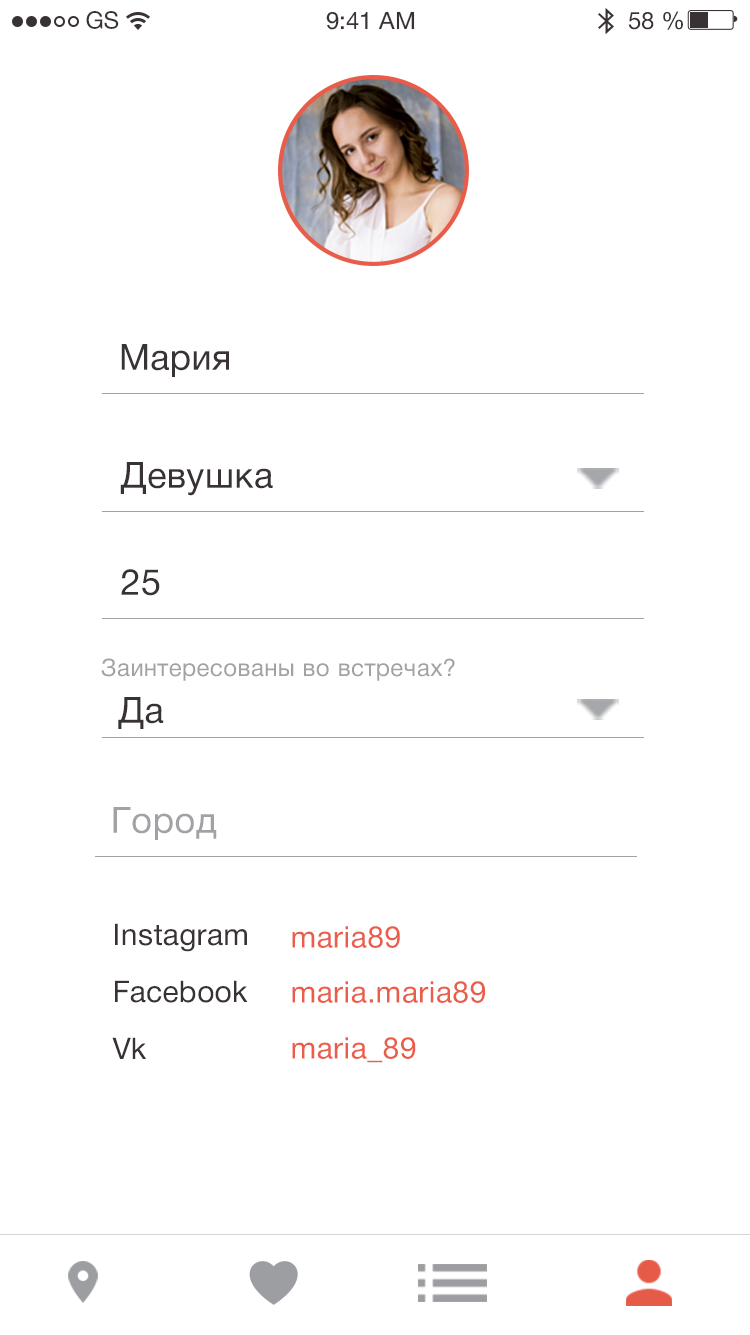 GS 9:41 AM 58 %
Мария
Девушка
25
Заинтересованы во встречах?
Да
Город
Instagram maria89
Facebook maria.maria89
Vk maria_89